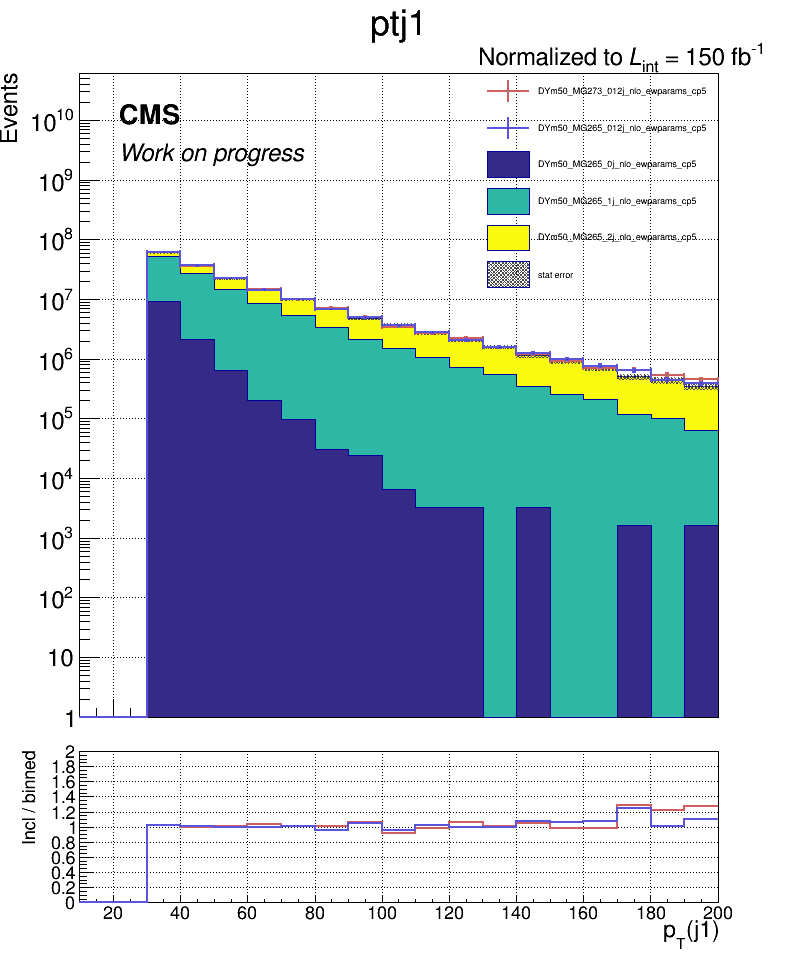 ptj1
Normalized to L_int = 150 fb^-1
Events
CMS
Work on progress
DYm50_MG273_012j_nlo_ewparams_cp5
DYm50_MG265_012j_nlo_ewparams_cp5
DYm50_MG265_0j_nlo_ewparams_cp5
DYm50_MG265_1j_nlo_ewparams_cp5
DYm50_MG265_2j_nlo_ewparams_cp5
stat error
10^10
10^9
10^8
10^7
10^6
10^5
10^4
10^3
10^2
10
1
Incl / binned
2
1.8
1.6
1.4
1.2
1
0.8
0.6
0.4
0.2
0
20 40 60 80 100 120 140 160 180 200
p_T(j1)